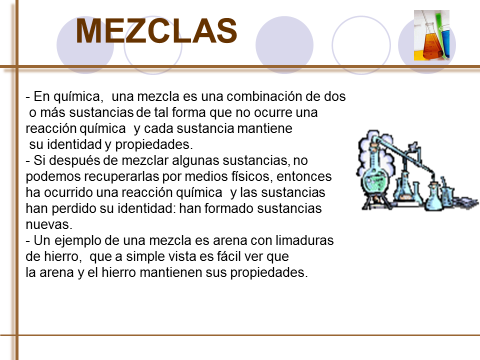 MEZCLAS
- En química, una mezcla es una combinación de dos
o más sustancias de tal forma que no ocurre una
reacción química y cada sustancia mantiene
su identidad y propiedades.
- Si después de mezclar algunas sustancias, no
podemos recuperarlas por medios físicos, entonces
ha ocurrido una reacción química y las sustancias
han perdido su identidad: han formado sustancias
nuevas.
- Un ejemplo de una mezcla es arena con limaduras
de hierro, que a simple vista es fácil ver que
la arena y el hierro mantienen sus propiedades.